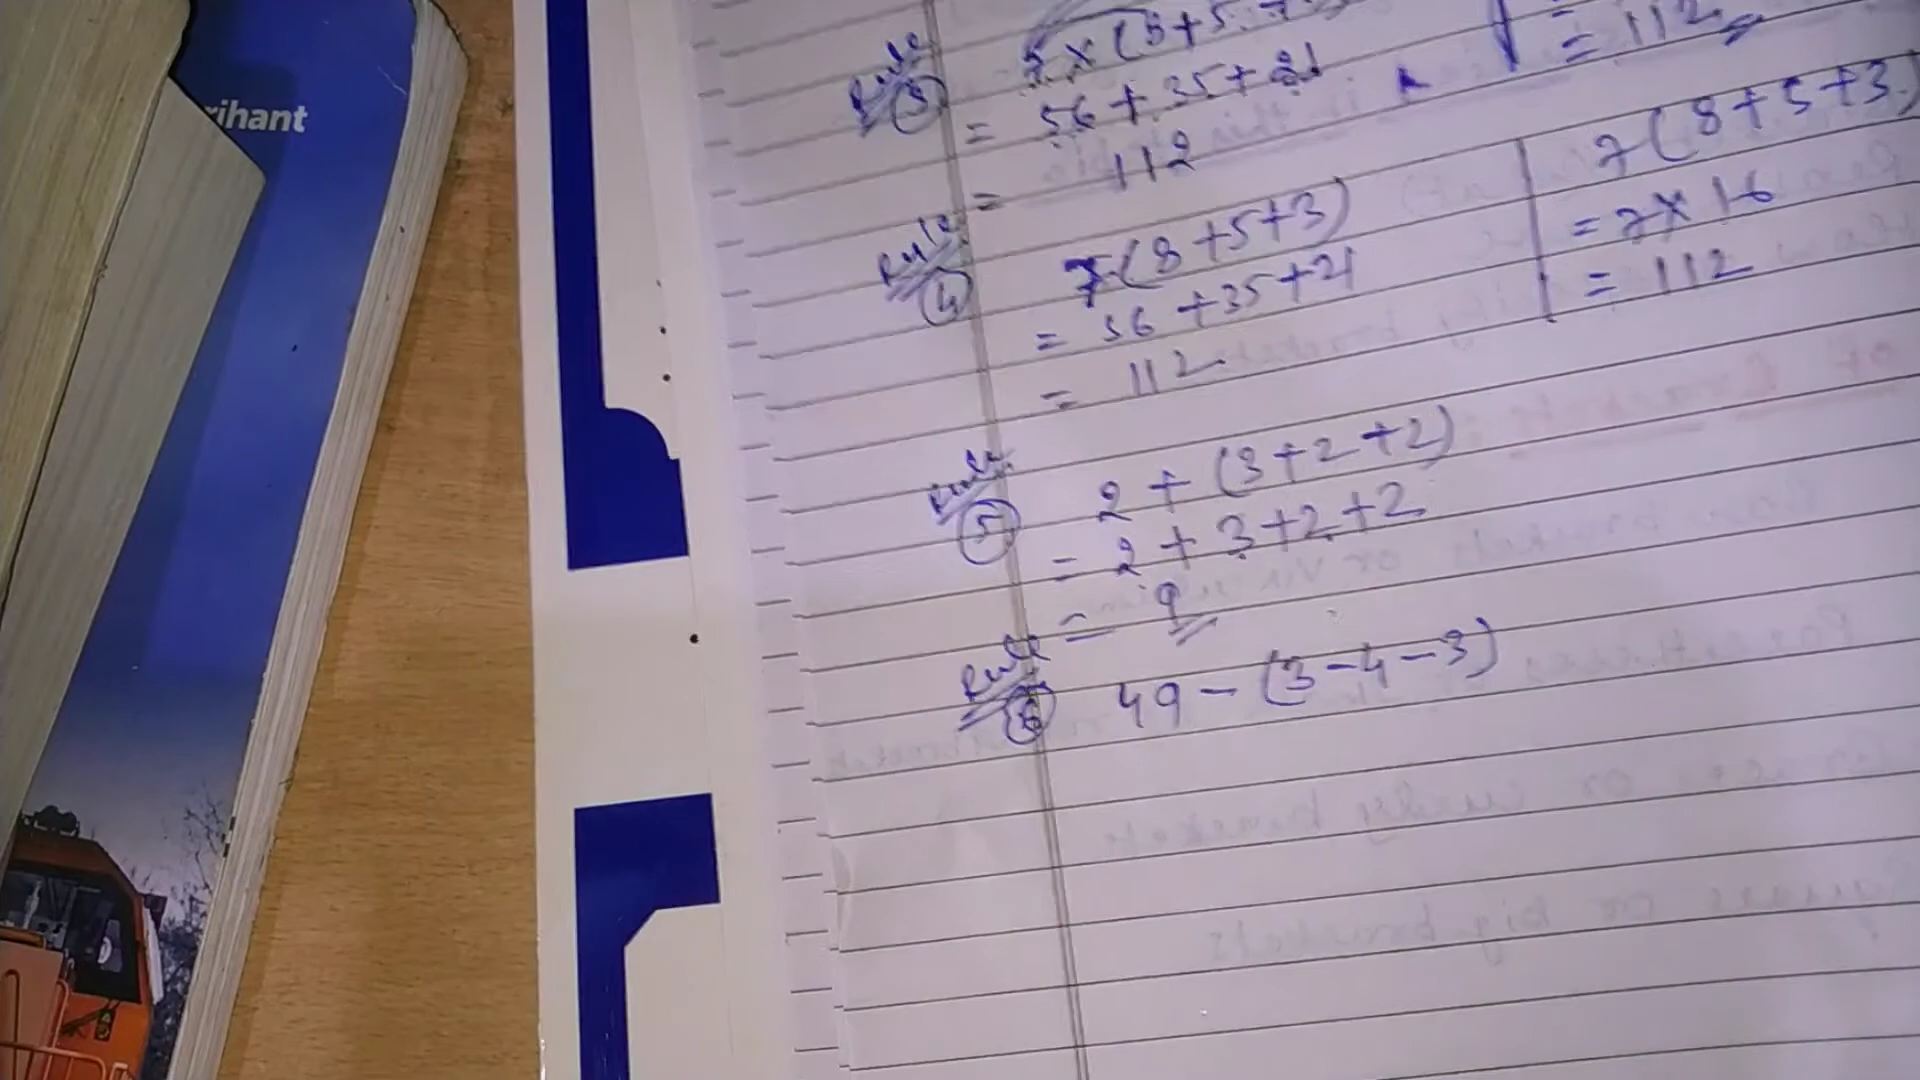 rihant
Rule
3
7 × (8+5+
= 56 + 35 + 21
= 112
= 112
Rule
4
7(8+5+3)
= 56 + 35 + 21
= 112
7(8+5+3)
= 7×16
= 112
Rule
5
2 + (3+2+2)
= 2 + 3+2+2
= 9
Rule
6
49 - (3-4-3)